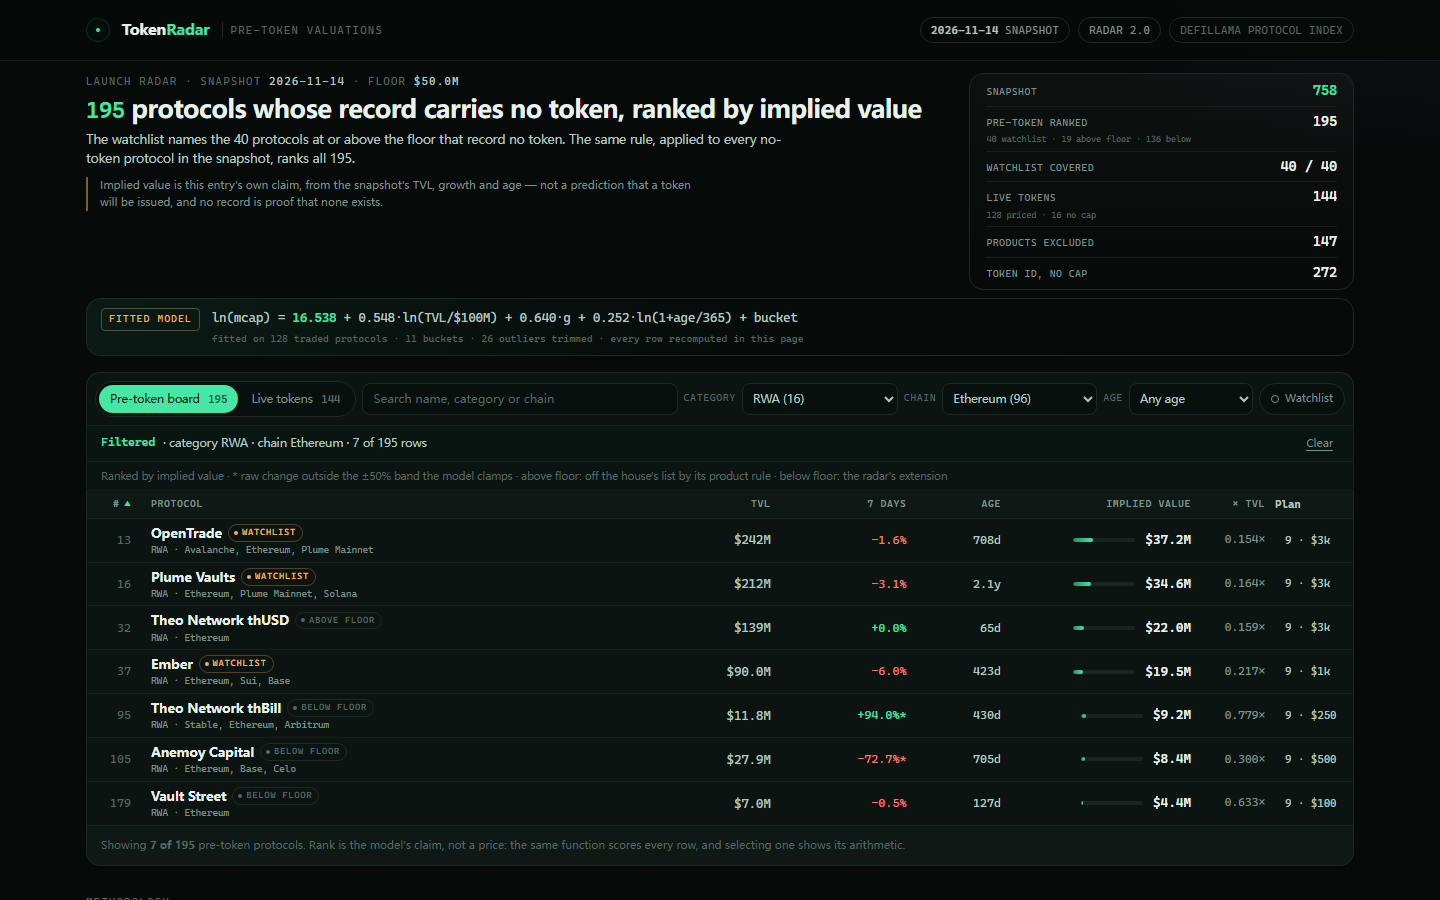 TokenRadar PRE-TOKEN VALUATIONS 2026-11-14 SNAPSHOT RADAR 2.0 DEFILLAMA PROTOCOL INDEX
LAUNCH RADAR · SNAPSHOT 2026-11-14 · FLOOR $50.0M
195 protocols whose record carries no token, ranked by implied value
The watchlist names the 40 protocols at or above the floor that record no token. The same rule, applied to every no-
token protocol in the snapshot, ranks all 195.
Implied value is this entry's own claim, from the snapshot's TVL, growth and age — not a prediction that a token
will be issued, and no record is proof that none exists.
SNAPSHOT 758
PRE-TOKEN RANKED 195
40 watchlist · 19 above floor · 136 below
WATCHLIST COVERED 40 / 40
LIVE TOKENS 144
128 priced · 16 no cap
PRODUCTS EXCLUDED 147
TOKEN ID, NO CAP 272
FITTED MODEL ln(mcap) = 16.538 + 0.548·ln(TVL/$100M) + 0.640·g + 0.252·ln(1+age/365) + bucket
fitted on 128 traded protocols · 11 buckets · 26 outliers trimmed · every row recomputed in this page
Pre-token board 195 Live tokens 144 Search name, category or chain CATEGORY RWA (16) CHAIN Ethereum (96) AGE Any age Watchlist
Filtered · category RWA · chain Ethereum · 7 of 195 rows Clear
Ranked by implied value · * raw change outside the ±50% band the model clamps · above floor: off the house's list by its product rule · below floor: the radar's extension
# ▲ PROTOCOL TVL 7 DAYS AGE IMPLIED VALUE × TVL Plan
13 OpenTrade WATCHLIST $242M −1.6% 708d $37.2M 0.154× 9 · $3k
RWA · Avalanche, Ethereum, Plume Mainnet
16 Plume Vaults WATCHLIST $212M −3.1% 2.1y $34.6M 0.164× 9 · $3k
RWA · Ethereum, Plume Mainnet, Solana
32 Theo Network thUSD ABOVE FLOOR $139M +0.0% 65d $22.0M 0.159× 9 · $3k
RWA · Ethereum
37 Ember WATCHLIST $90.0M −6.0% 423d $19.5M 0.217× 9 · $1k
RWA · Ethereum, Sui, Base
95 Theo Network thBill BELOW FLOOR $11.8M +94.0%* 430d $9.2M 0.779× 9 · $250
RWA · Stable, Ethereum, Arbitrum
105 Anemoy Capital BELOW FLOOR $27.9M −72.7%* 705d $8.4M 0.300× 9 · $500
RWA · Ethereum, Base, Celo
179 Vault Street BELOW FLOOR $7.0M −0.5% 127d $4.4M 0.633× 9 · $100
RWA · Ethereum
Showing 7 of 195 pre-token protocols. Rank is the model's claim, not a price: the same function scores every row, and selecting one shows its arithmetic.